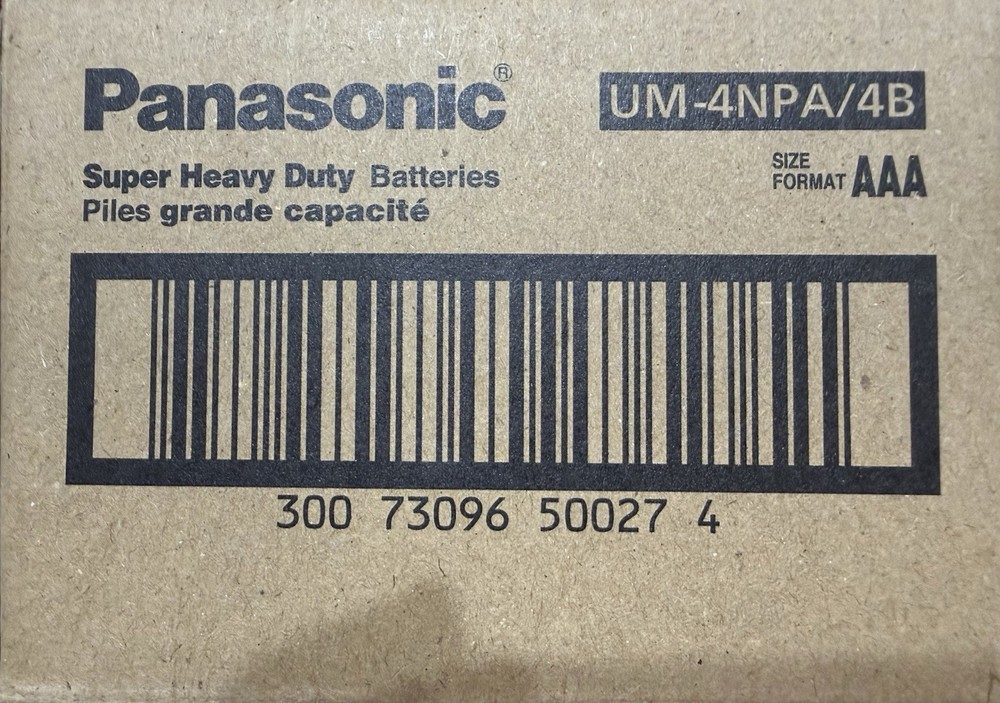 Panasonic®
UM-4NPA/4B
Super Heavy Duty Batteries
Piles grande capacité
SIZE
FORMAT AAA
300 73096 50027 4